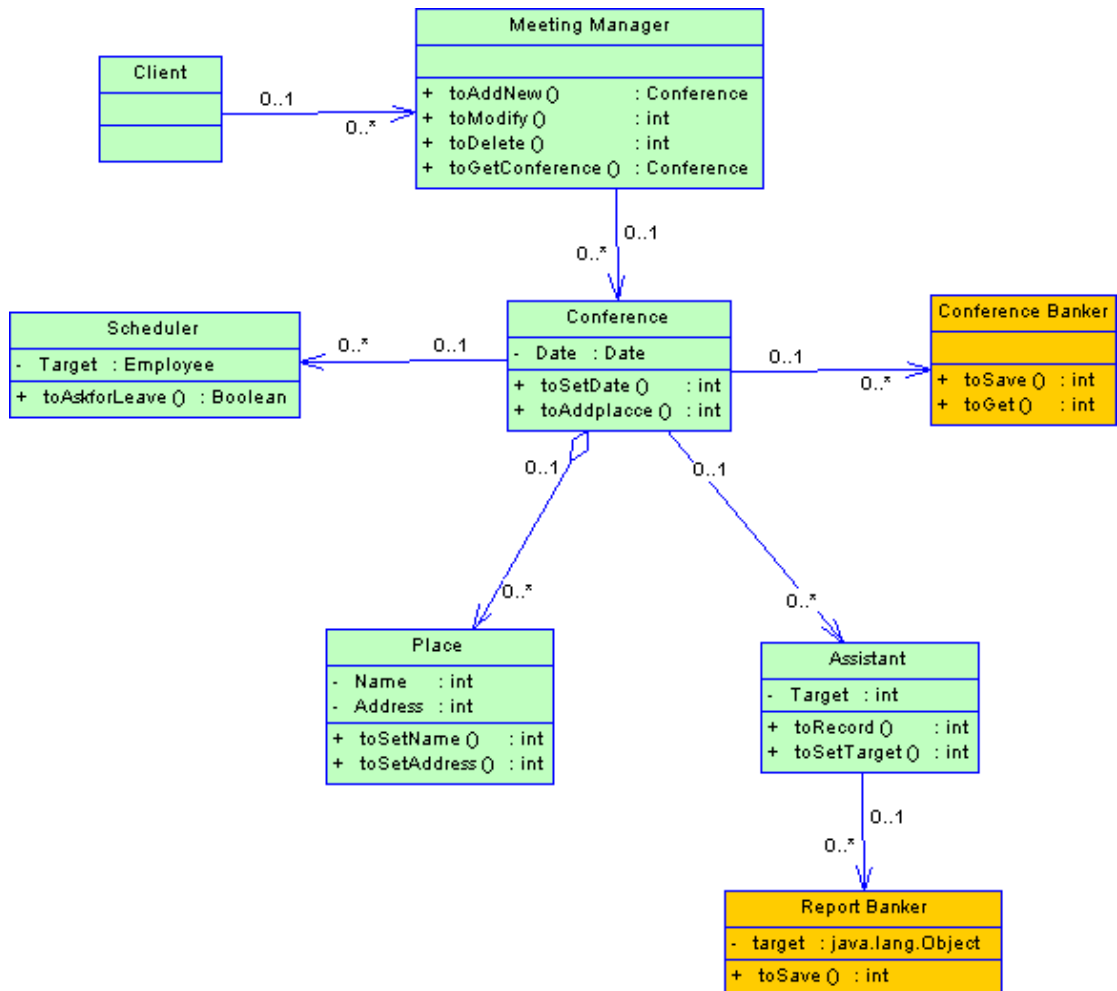 Meeting Manager
+ toAddNew () : Conference
+ toModify () : int
+ toDelete () : int
+ toGetConference () : Conference
Client
0..1
0..*
0..1
0..*
Scheduler
- Target : Employee
+ toAskforLeave () : Boolean
0..*
0..1
Conference
- Date : Date
+ toSetDate () : int
+ toAddplacce () : int
0..1
0..*
Conference Banker
+ toSave () : int
+ toGet () : int
0..1
0..*
0..1
0..*
Place
- Name : int
- Address : int
+ toSetName () : int
+ toSetAddress () : int
Assistant
- Target : int
+ toRecord () : int
+ toSetTarget () : int
0..1
0..*
Report Banker
- target : java.lang.Object
+ toSave () : int